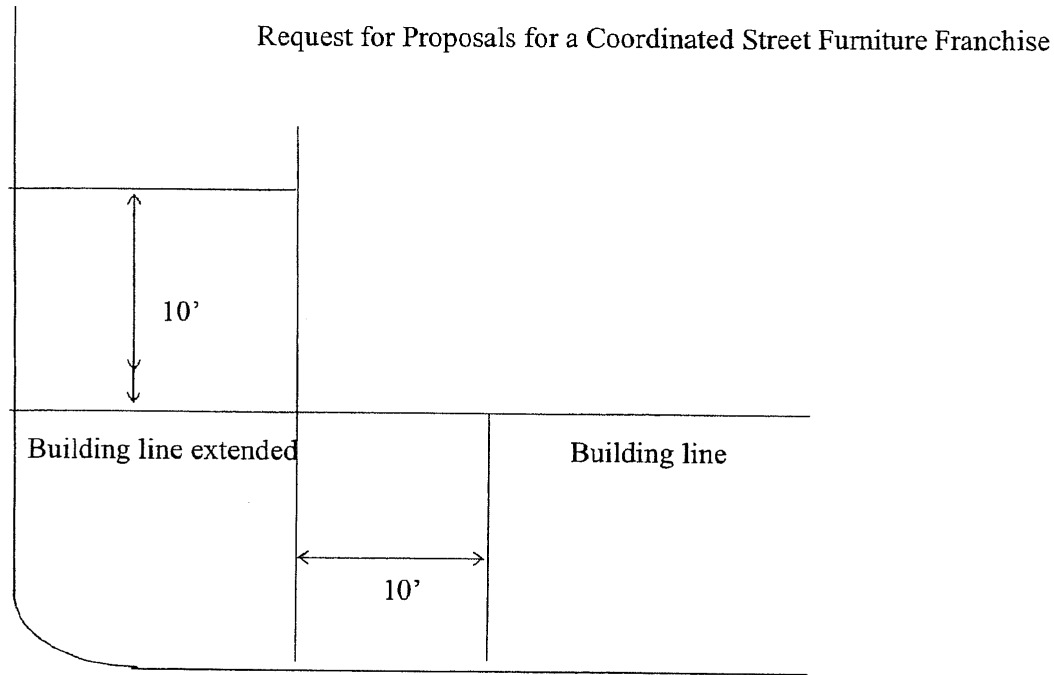 Request for Proposals for a Coordinated Street Furniture Franchise
10’
Building line extended
Building line
10’